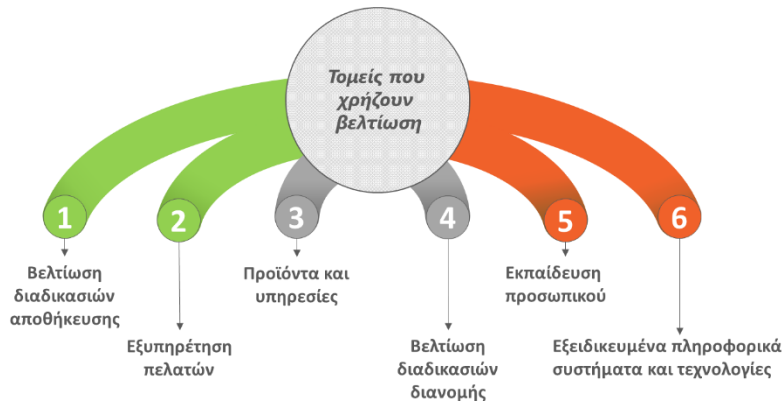 Τομείς που
χρήζουν
βελτίωση
1
2
3
4
5
6
Βελτίωση
διαδικασιών
αποθήκευσης
Εξυπηρέτηση
πελατών
Προϊόντα και
υπηρεσίες
Βελτίωση
διαδικασιών
διανομής
Εκπαίδευση
προσωπικού
Εξειδικευμένα πληροφορικά
συστήματα και τεχνολογίες